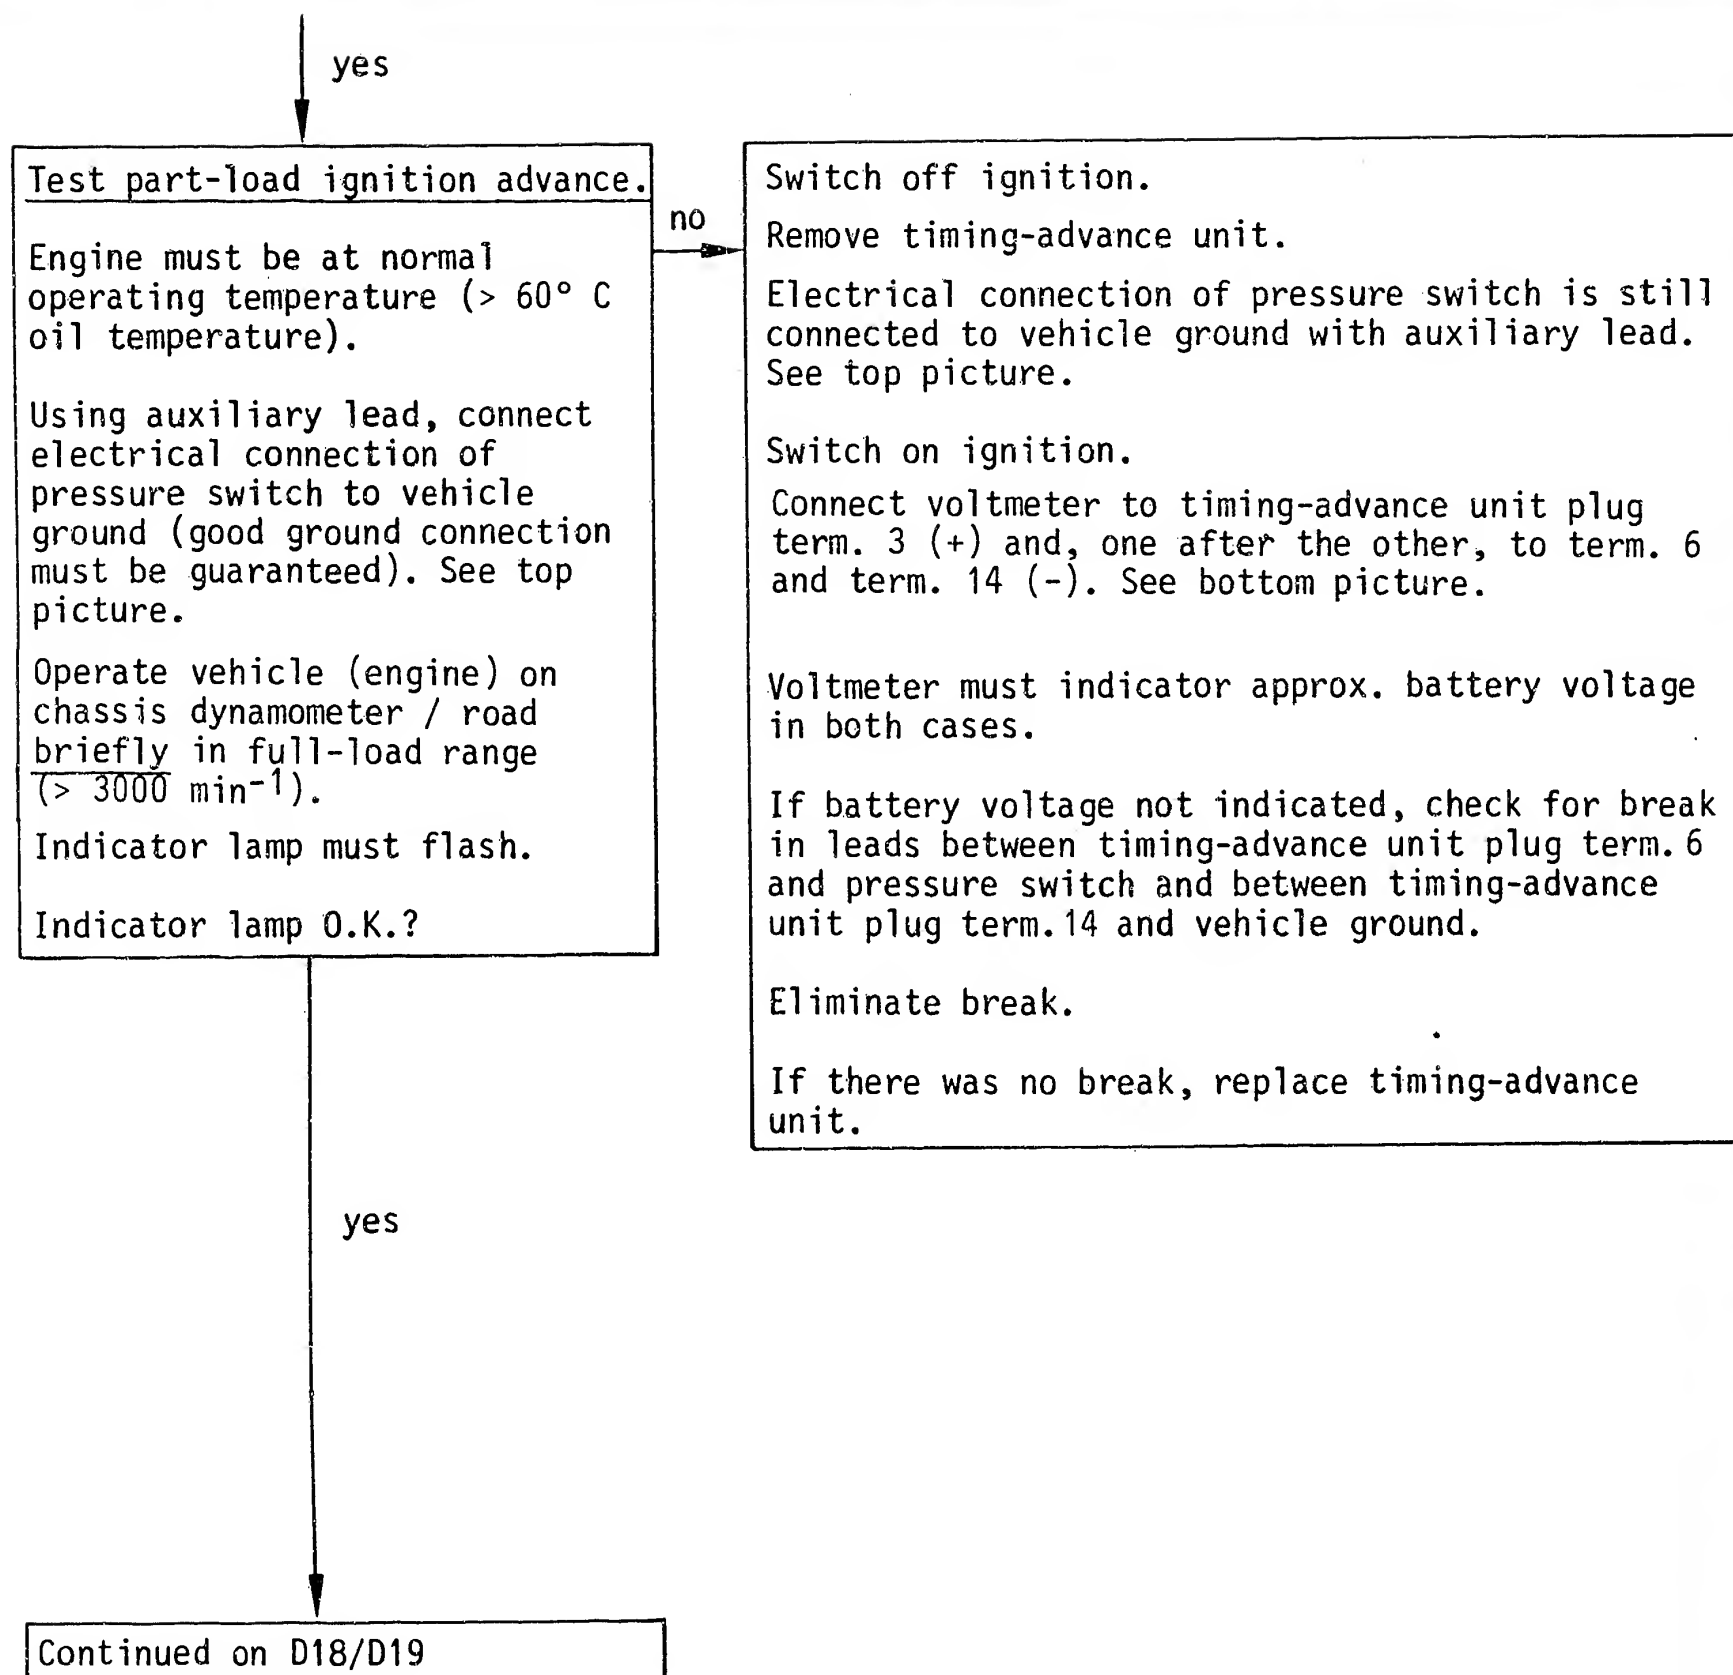 yes
Test part-load ignition advance.
Engine must be at normal
operating temperature (> 60° C
oil temperature).
Using auxiliary lead, connect
electrical connection of
pressure switch to vehicle
ground (good ground connection
must be guaranteed). See top
picture.
Operate vehicle (engine) on
chassis dynamometer / road
briefly in full-load range
(> 3000 min⁻¹).
Indicator lamp must flash.
Indicator lamp O.K.?
no
Switch off ignition.
Remove timing-advance unit.
Electrical connection of pressure switch is still
connected to vehicle ground with auxiliary lead.
See top picture.
Switch on ignition.
Connect voltmeter to timing-advance unit plug
term. 3 (+) and, one after the other, to term. 6
and term. 14 (-). See bottom picture.
Voltmeter must indicator approx. battery voltage
in both cases.
If battery voltage not indicated, check for break
in leads between timing-advance unit plug term. 6
and pressure switch and between timing-advance
unit plug term. 14 and vehicle ground.
Eliminate break.
If there was no break, replace timing-advance
unit.
yes
Continued on D18/D19